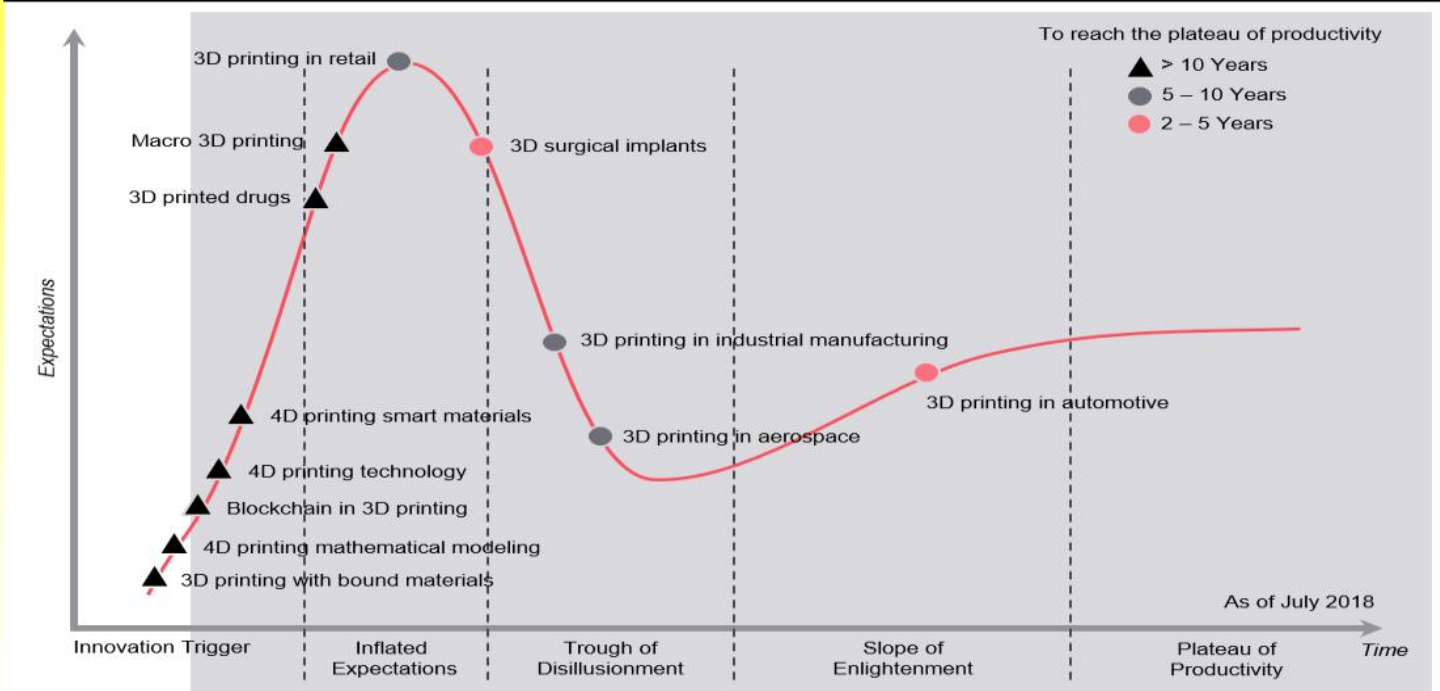 To reach the plateau of productivity
> 10 Years
5 – 10 Years
2 – 5 Years
3D printing in retail
Macro 3D printing
3D surgical implants
3D printed drugs
Expectations
3D printing in industrial manufacturing
3D printing in automotive
4D printing smart materials
3D printing in aerospace
4D printing technology
Blockchain in 3D printing
4D printing mathematical modeling
3D printing with bound materials
As of July 2018
Innovation Trigger
Inflated
Expectations
Trough of
Disillusionment
Slope of
Enlightenment
Plateau of
Productivity
Time